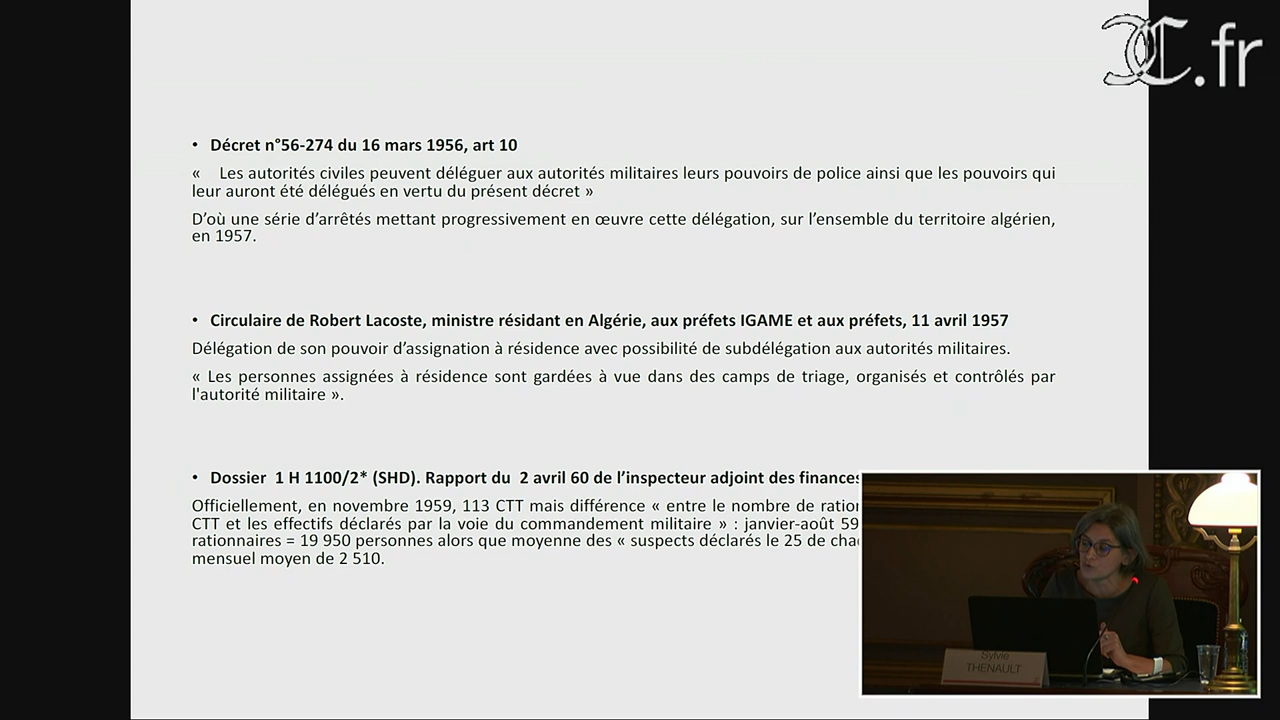 CC.fr
• Décret n°56-274 du 16 mars 1956, art 10
« Les autorités civiles peuvent déléguer aux autorités militaires leurs pouvoirs de police ainsi que les pouvoirs qui
leur auront été délégués en vertu du présent décret »
D’où une série d’arrêtés mettant progressivement en œuvre cette délégation, sur l’ensemble du territoire algérien,
en 1957.
• Circulaire de Robert Lacoste, ministre résidant en Algérie, aux préfets IGAME et aux préfets, 11 avril 1957
Délégation de son pouvoir d’assignation à résidence avec possibilité de subdélégation aux autorités militaires.
« Les personnes assignées à résidence sont gardées à vue dans des camps de triage, organisés et contrôlés par
l'autorité militaire ».
• Dossier 1 H 1100/2* (SHD). Rapport du 2 avril 60 de l’inspecteur adjoint des finances
Officiellement, en novembre 1959, 113 CTT mais différence « entre le nombre de
CTT et les effectifs déclarés par la voie du commandement militaire » : janvier-août 59
rationnaires = 19 950 personnes alors que moyenne des « suspects déclarés le 25 de
mensuel moyen de 2 510.
Sylvie
THENAULT